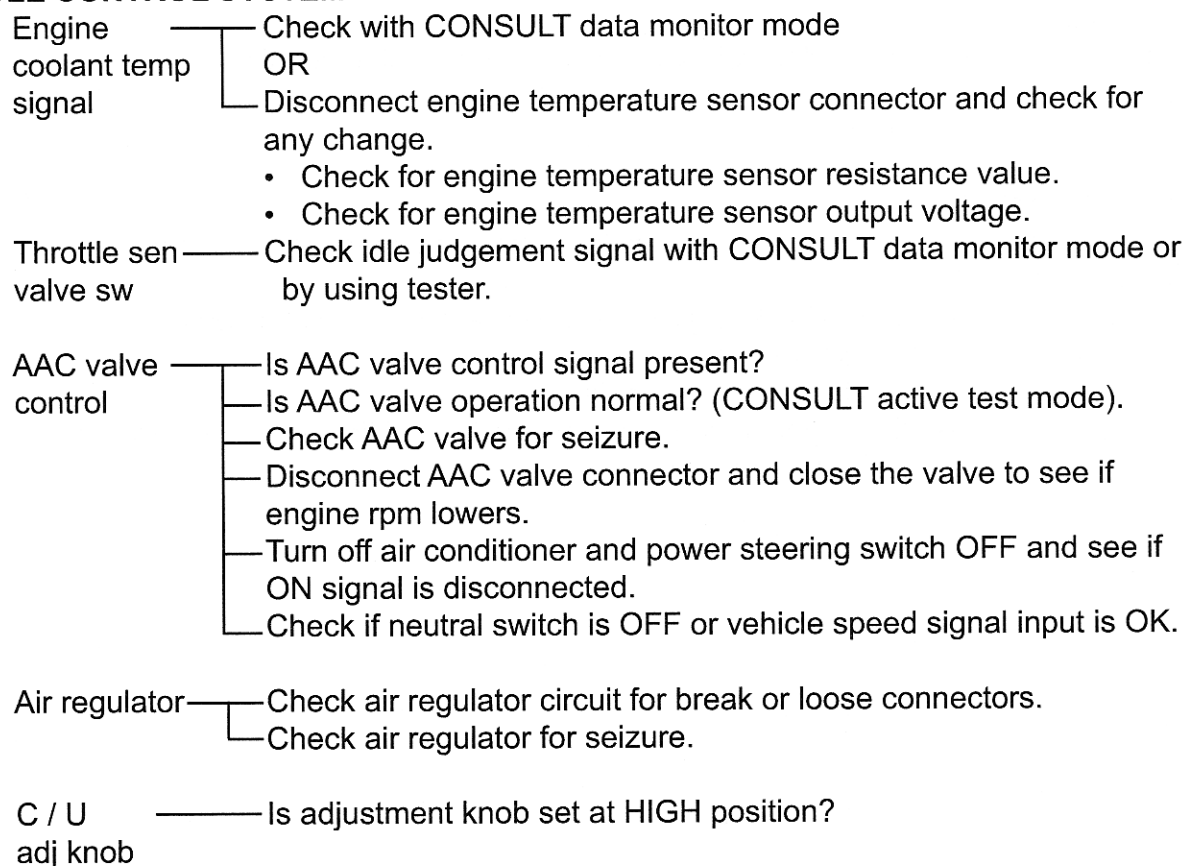 Engine
coolant temp
signal
Check with CONSULT data monitor mode
OR
Disconnect engine temperature sensor connector and check for
any change.
• Check for engine temperature sensor resistance value.
• Check for engine temperature sensor output voltage.
Throttle sen
valve sw
Check idle judgement signal with CONSULT data monitor mode or
by using tester.
AAC valve
control
Is AAC valve control signal present?
Is AAC valve operation normal? (CONSULT active test mode).
Check AAC valve for seizure.
Disconnect AAC valve connector and close the valve to see if
engine rpm lowers.
Turn off air conditioner and power steering switch OFF and see if
ON signal is disconnected.
Check if neutral switch is OFF or vehicle speed signal input is OK.
Air regulator
Check air regulator circuit for break or loose connectors.
Check air regulator for seizure.
C / U
adj knob
Is adjustment knob set at HIGH position?